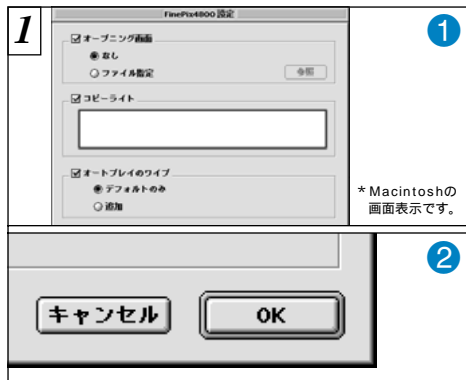 1
FinePix4800 設定
1
オープニング画面
なし
ファイル指定
参照
コピーライト
オートプレイのワイプ
デフォルトのみ
追加
*Macintoshの
画面表示です。
2
キャンセル
OK